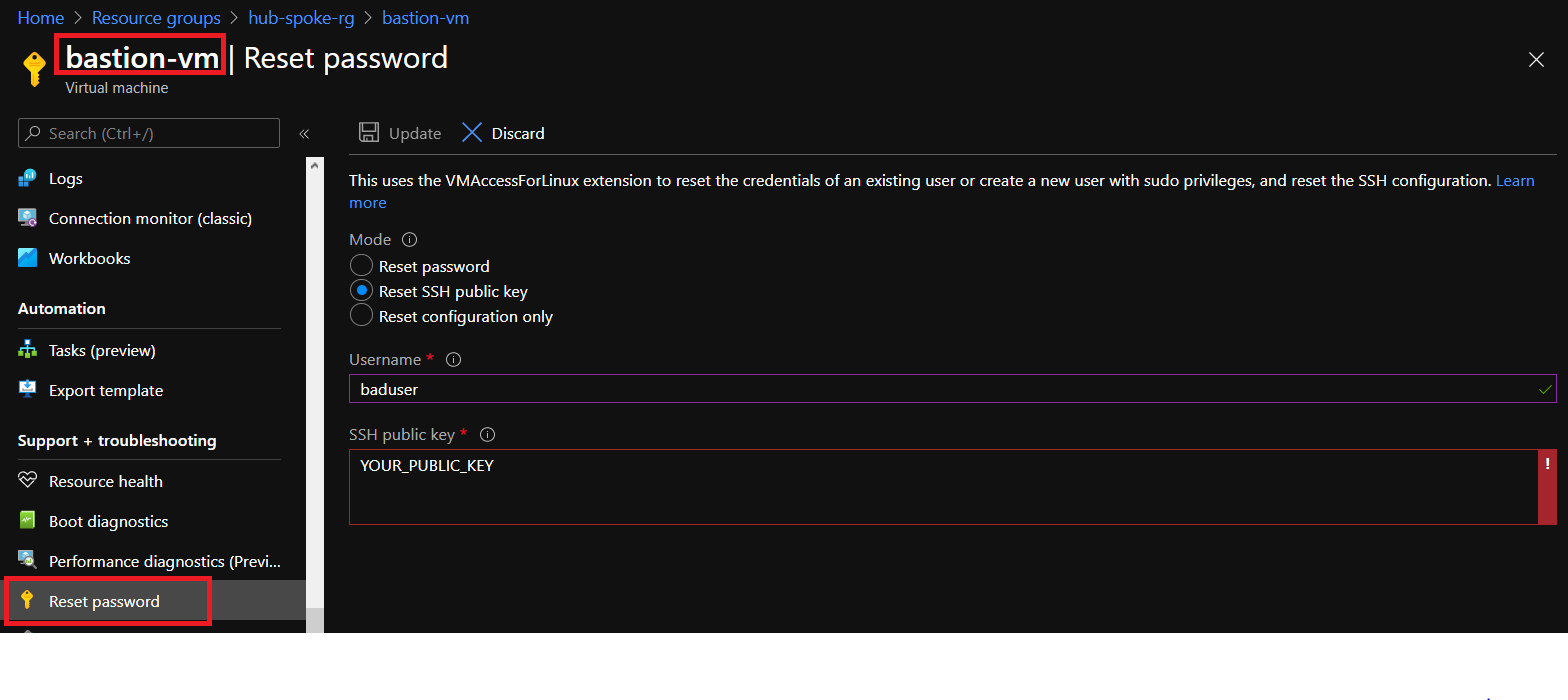 Home > Resource groups > hub-spoke-rg > bastion-vm
bastion-vm | Reset password
Virtual machine
Search (Ctrl+/)
«
Update
Discard
Logs
Connection monitor (classic)
Workbooks
Automation
Tasks (preview)
Export template
Support + troubleshooting
Resource health
Boot diagnostics
Performance diagnostics (Previ...
Reset password
This uses the VMAccessForLinux extension to reset the credentials of an existing user or create a new user with sudo privileges, and reset the SSH configuration. Learn
more
Mode
Reset password
Reset SSH public key
Reset configuration only
Username *
baduser
SSH public key *
YOUR_PUBLIC_KEY
!